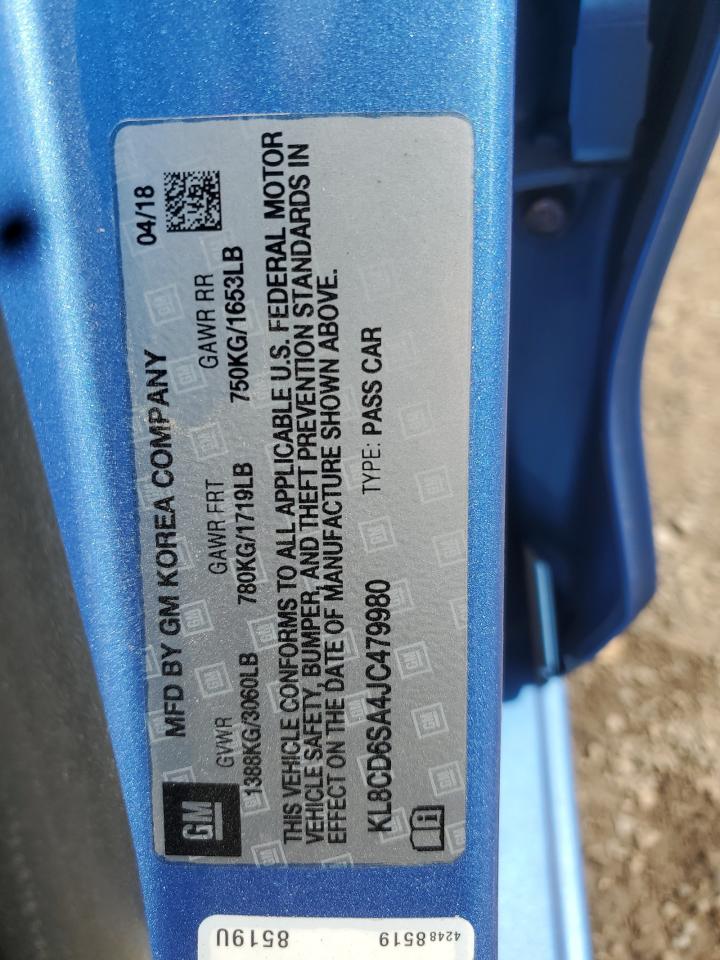 MFD BY GM KOREA COMPANY 04/18
GM
GVWR GAWR FRT GAWR RR
1388KG/3060LB 780KG/1719LB 750KG/1653LB
THIS VEHICLE CONFORMS TO ALL APPLICABLE U.S. FEDERAL MOTOR
VEHICLE SAFETY, BUMPER, AND THEFT PREVENTION STANDARDS IN
EFFECT ON THE DATE OF MANUFACTURE SHOWN ABOVE.
KL8CD6SA4JC479980 TYPE: PASS CAR
8519U
42488519